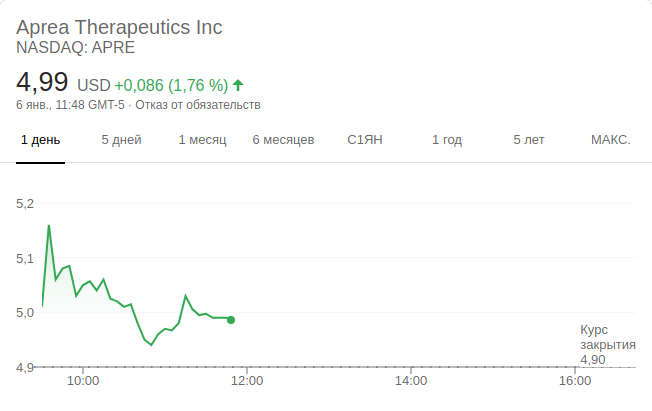 Aprea Therapeutics Inc
NASDAQ: APRE
4,99 USD +0,086 (1,76 %)
6 янв., 11:48 GMT-5 · Отказ от обязательств
1 день 5 дней 1 месяц 6 месяцев С1ЯН 1 год 5 лет МАКС.
5,2
5,1
5,0
4,9
Курс
закрытия
4,90
10:00 12:00 14:00 16:00